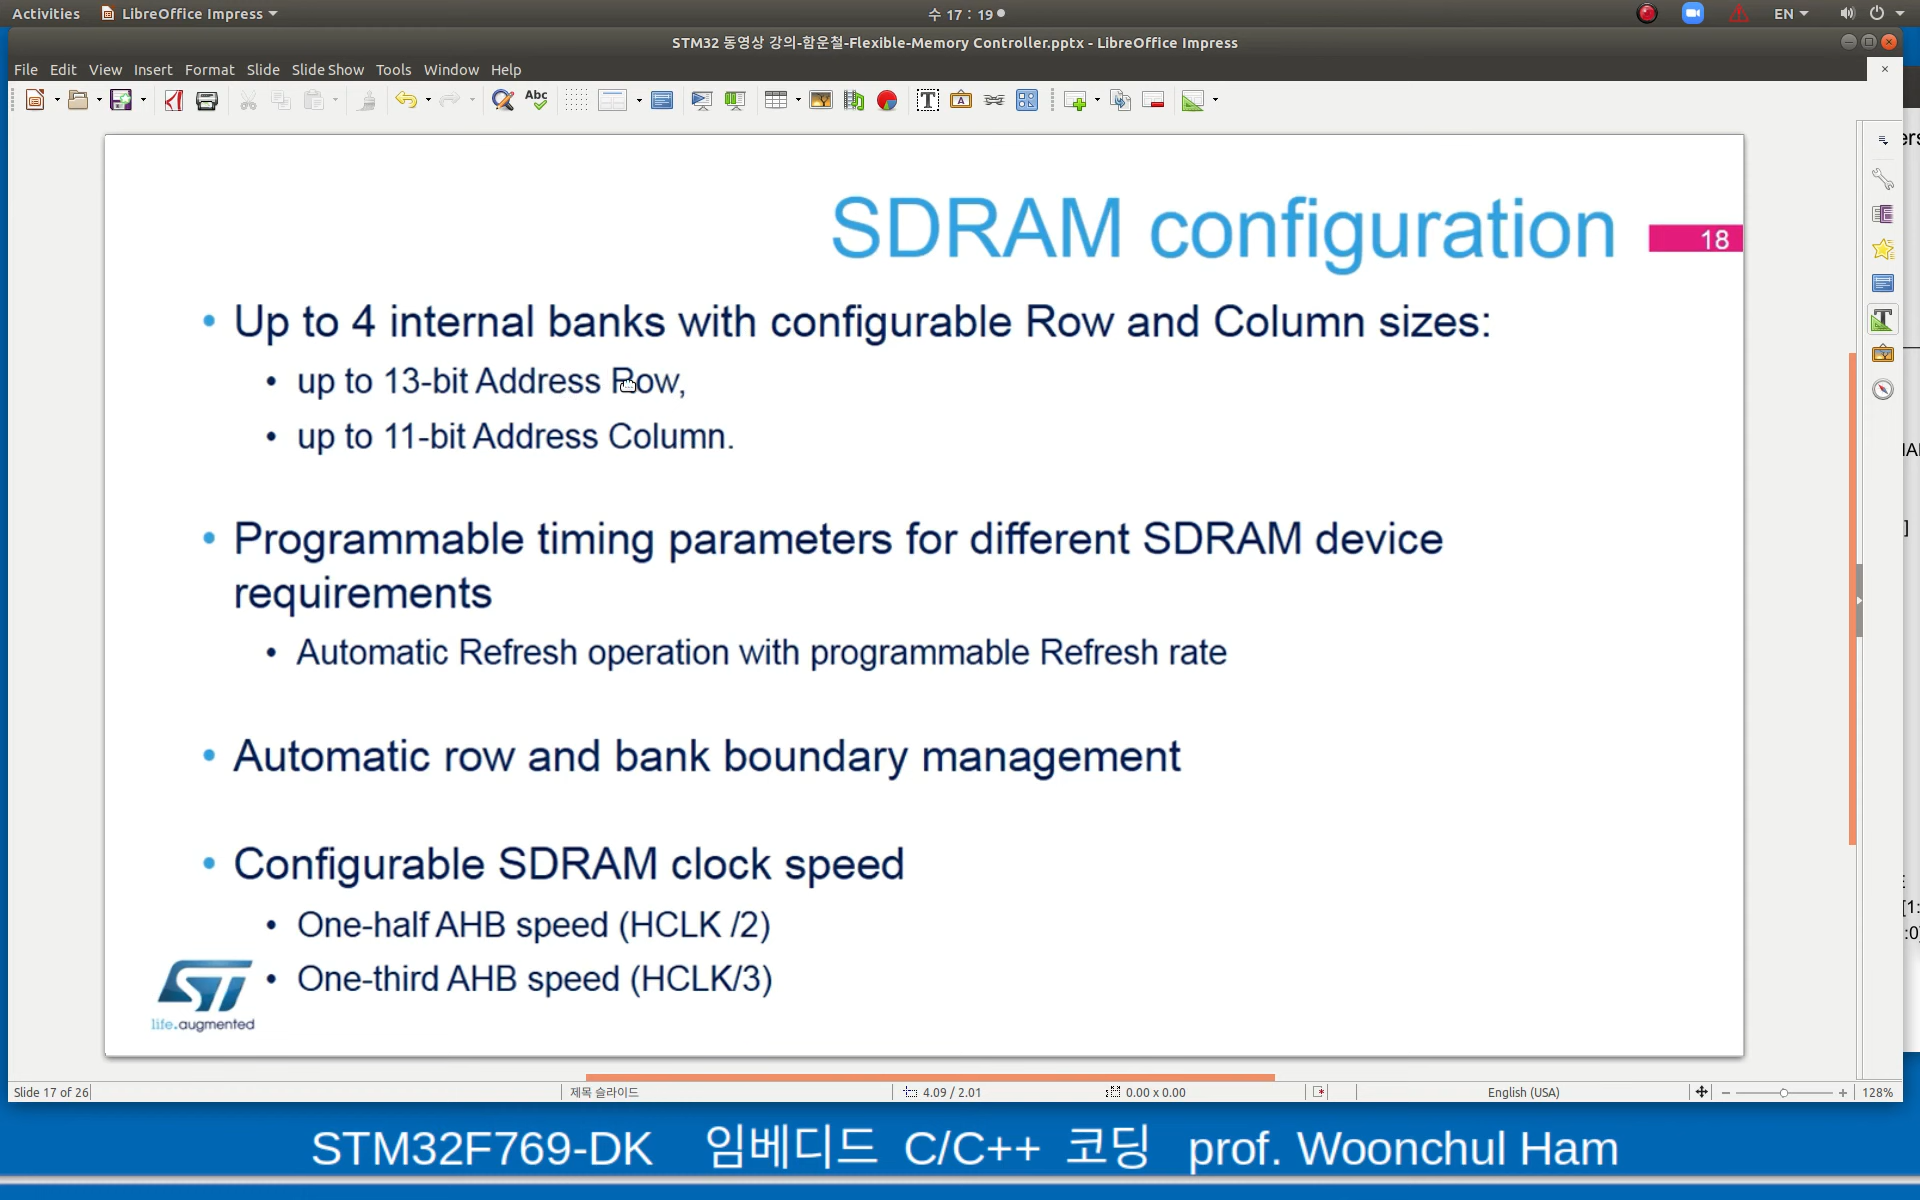 Activities LibreOffice Impress 수 17 : 19 EN
STM32 동영상 강의-함운철-Flexible-Memory Controller.pptx - LibreOffice Impress
File Edit View Insert Format Slide Slide Show Tools Window Help
Abc
SDRAM configuration 18
• Up to 4 internal banks with configurable Row and Column sizes:
• up to 13-bit Address Row,
• up to 11-bit Address Column.
• Programmable timing parameters for different SDRAM device
requirements
• Automatic Refresh operation with programmable Refresh rate
• Automatic row and bank boundary management
• Configurable SDRAM clock speed
• One-half AHB speed (HCLK /2)
• One-third AHB speed (HCLK/3)
ST
life.augmented
Slide 17 of 26 제목 슬라이드 4.09 / 2.01 0.00 x 0.00 English (USA) 128%
STM32F769-DK 임베디드 C/C++ 코딩 prof. Woonchul Ham